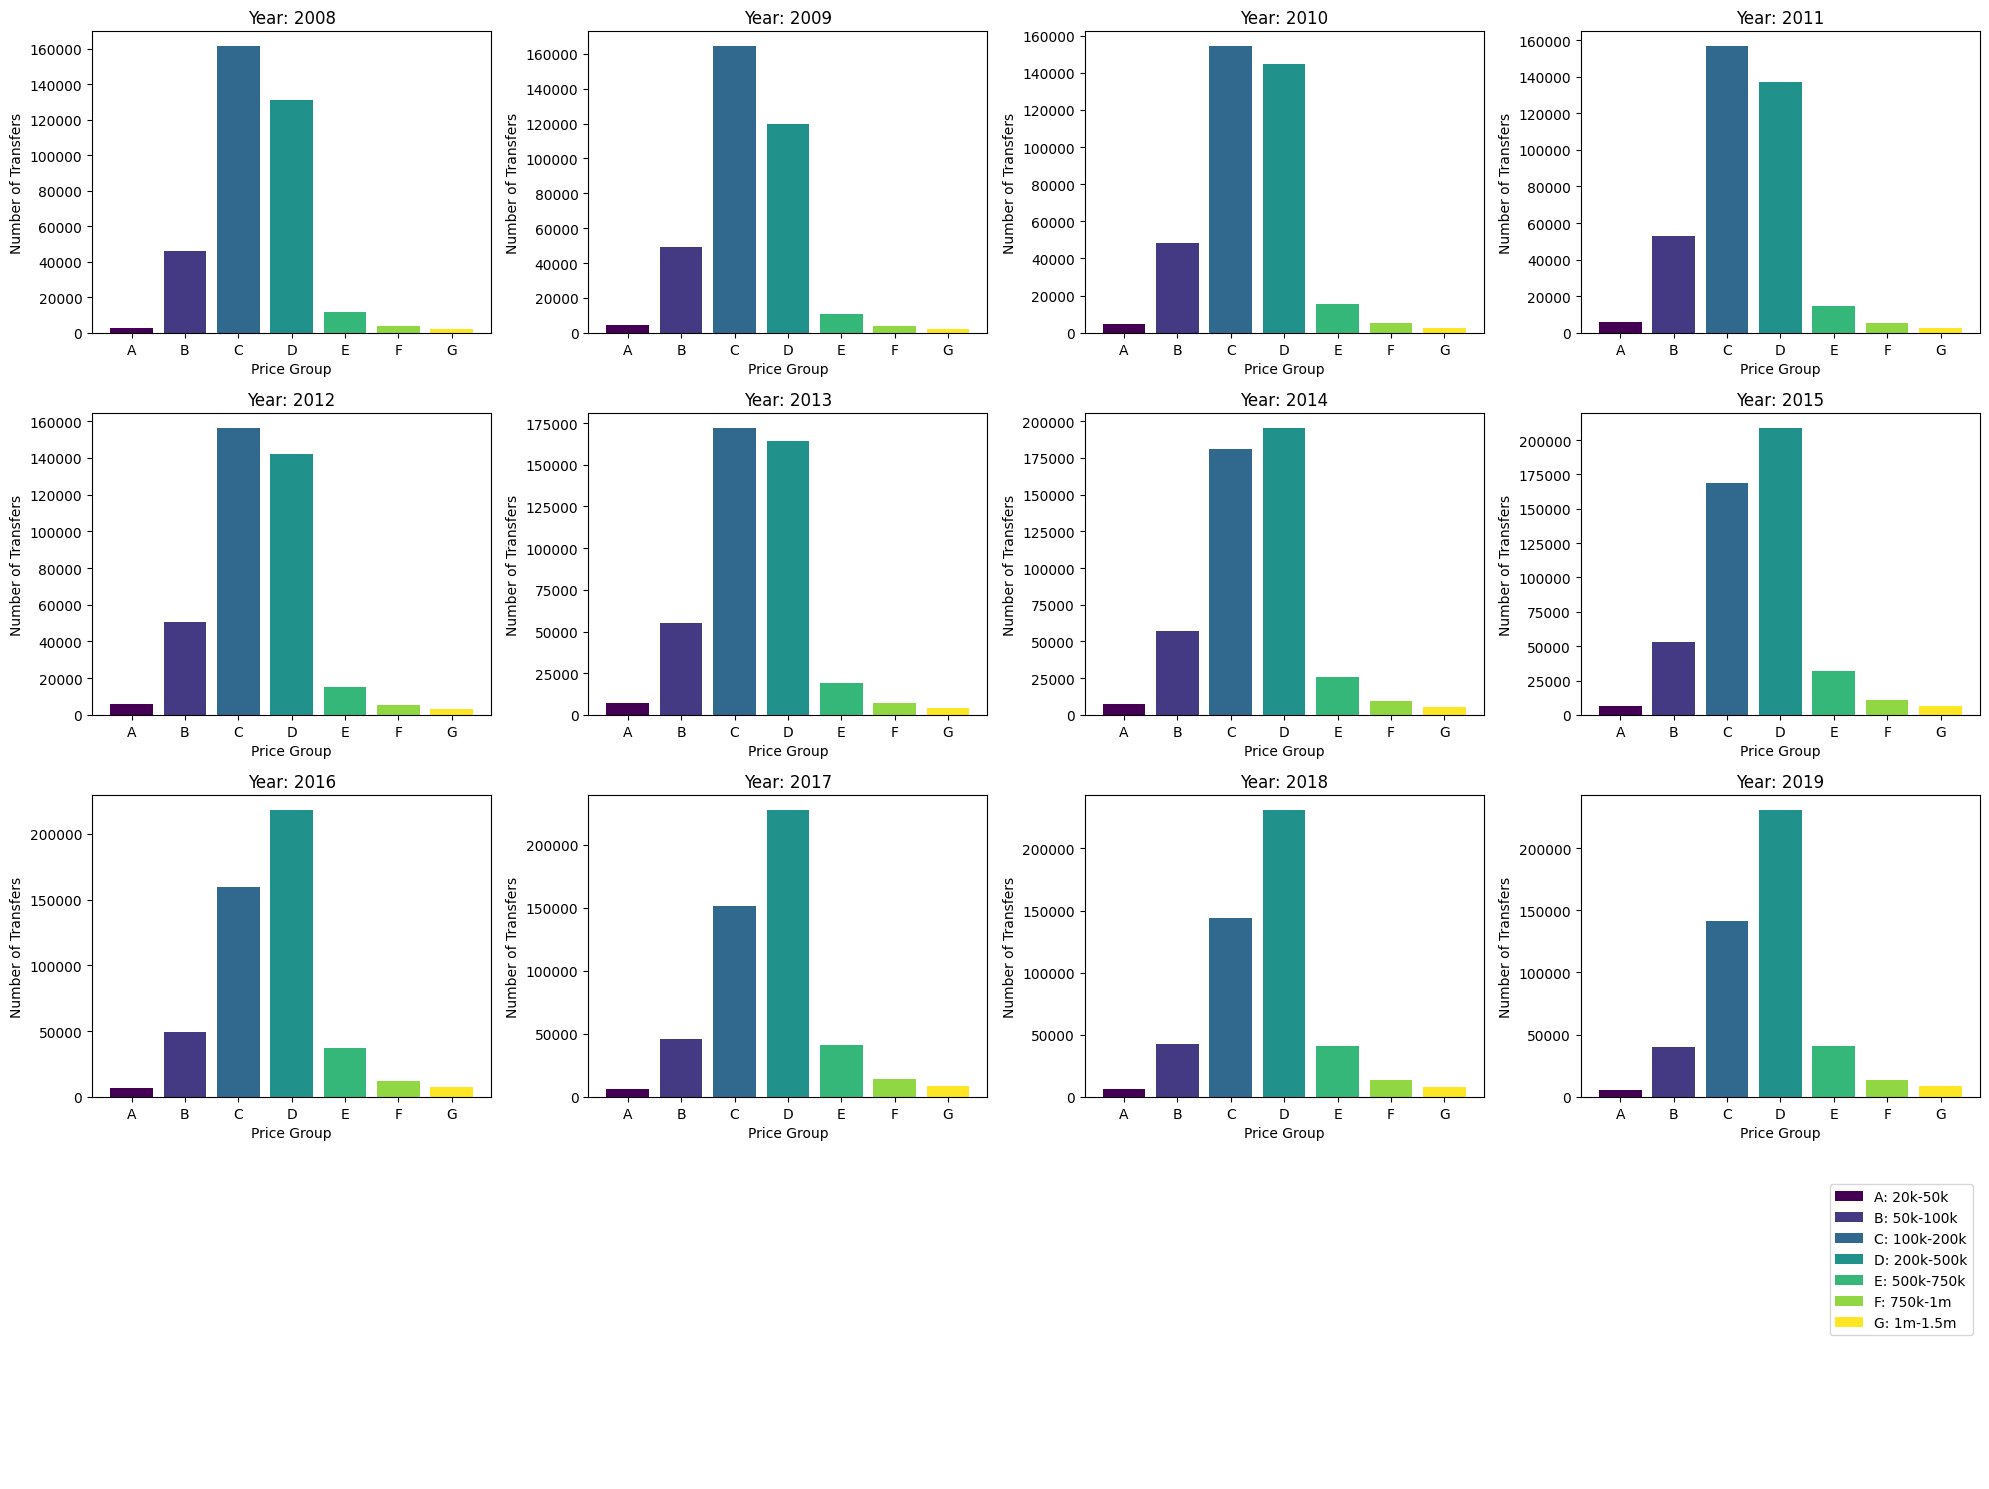 Year: 2008
Number of Transfers
160000
140000
120000
100000
80000
60000
40000
20000
0
A B C D E F G
Price Group
Year: 2009
Number of Transfers
160000
140000
120000
100000
80000
60000
40000
20000
0
A B C D E F G
Price Group
Year: 2010
Number of Transfers
160000
140000
120000
100000
80000
60000
40000
20000
0
A B C D E F G
Price Group
Year: 2011
Number of Transfers
160000
140000
120000
100000
80000
60000
40000
20000
0
A B C D E F G
Price Group
Year: 2012
Number of Transfers
160000
140000
120000
100000
80000
60000
40000
20000
0
A B C D E F G
Price Group
Year: 2013
Number of Transfers
175000
150000
125000
100000
75000
50000
25000
0
A B C D E F G
Price Group
Year: 2014
Number of Transfers
200000
175000
150000
125000
100000
75000
50000
25000
0
A B C D E F G
Price Group
Year: 2015
Number of Transfers
200000
175000
150000
125000
100000
75000
50000
25000
0
A B C D E F G
Price Group
Year: 2016
Number of Transfers
200000
150000
100000
50000
0
A B C D E F G
Price Group
Year: 2017
Number of Transfers
200000
150000
100000
50000
0
A B C D E F G
Price Group
Year: 2018
Number of Transfers
200000
150000
100000
50000
0
A B C D E F G
Price Group
Year: 2019
Number of Transfers
200000
150000
100000
50000
0
A B C D E F G
Price Group
A: 20k-50k
B: 50k-100k
C: 100k-200k
D: 200k-500k
E: 500k-750k
F: 750k-1m
G: 1m-1.5m